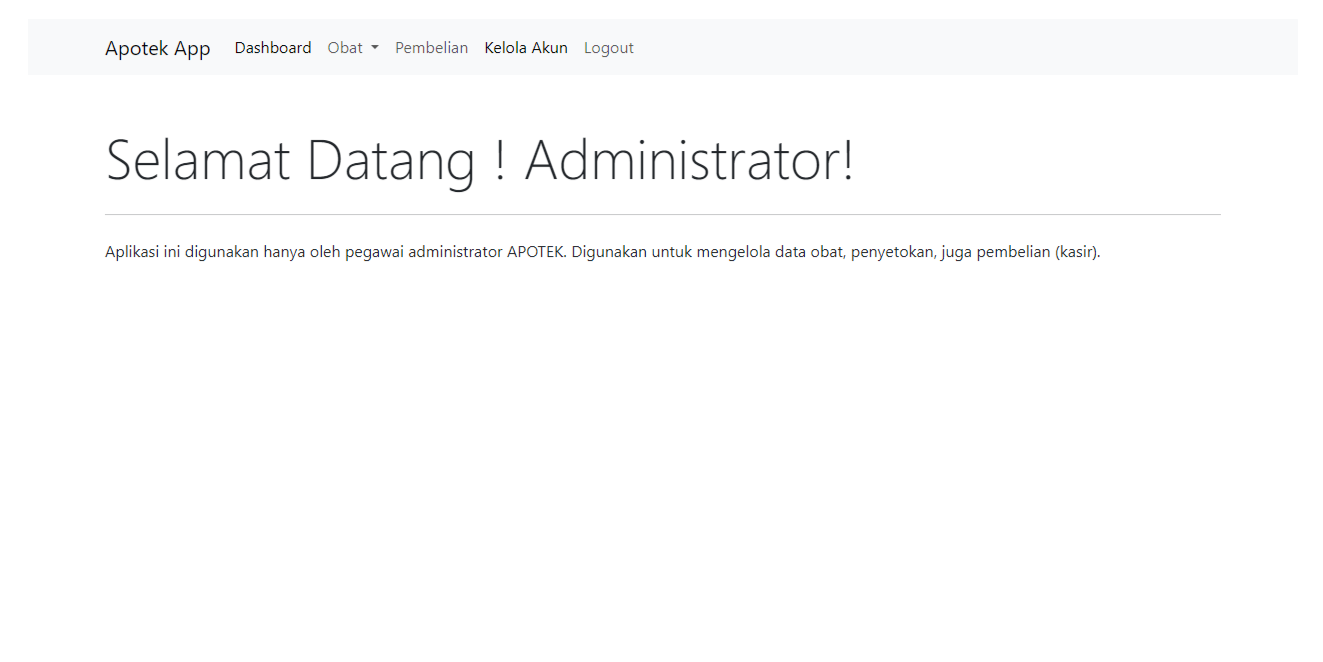 Apotek App Dashboard Obat Pembelian Kelola Akun Logout
Selamat Datang ! Administrator!
Aplikasi ini digunakan hanya oleh pegawai administrator APOTEK. Digunakan untuk mengelola data obat, penyetokan, juga pembelian (kasir).